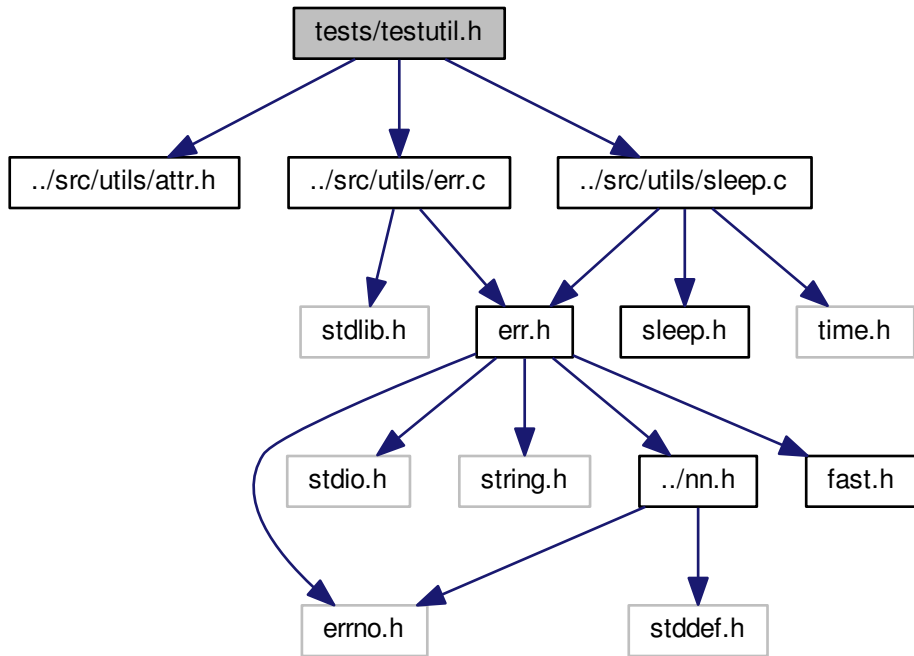 tests/testutil.h
../src/utils/attr.h
../src/utils/err.c
../src/utils/sleep.c
stdlib.h
err.h
sleep.h
time.h
stdio.h
string.h
../nn.h
fast.h
errno.h
stddef.h